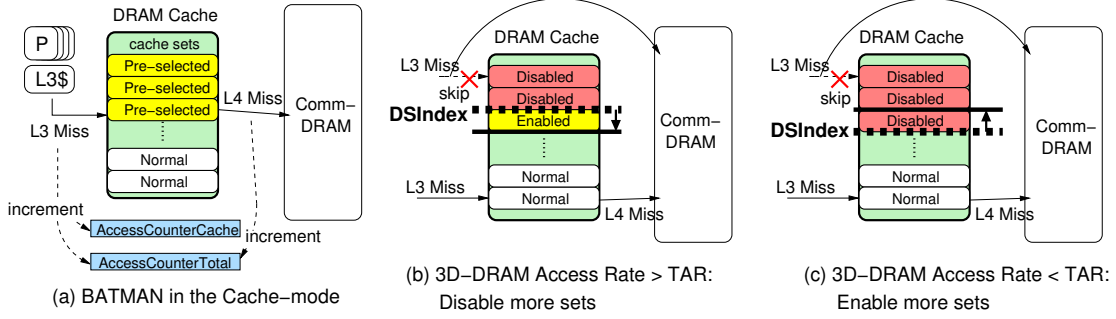 DRAM Cache
cache sets
P
L3$
Pre-selected
Pre-selected
Pre-selected
L3 Miss
L4 Miss
Comm-
DRAM
Normal
Normal
increment
AccessCounterCache
increment
AccessCounterTotal
(a) BATMAN in the Cache-mode
DRAM Cache
L3 Miss
skip
Disabled
Disabled
DSIndex
Enabled
Comm-
DRAM
Normal
L3 Miss
Normal
L4 Miss
(b) 3D-DRAM Access Rate > TAR:
Disable more sets
DRAM Cache
L3 Miss
skip
Disabled
Disabled
Disabled
DSIndex
Comm-
DRAM
Normal
L3 Miss
Normal
L4 Miss
(c) 3D-DRAM Access Rate < TAR:
Enable more sets